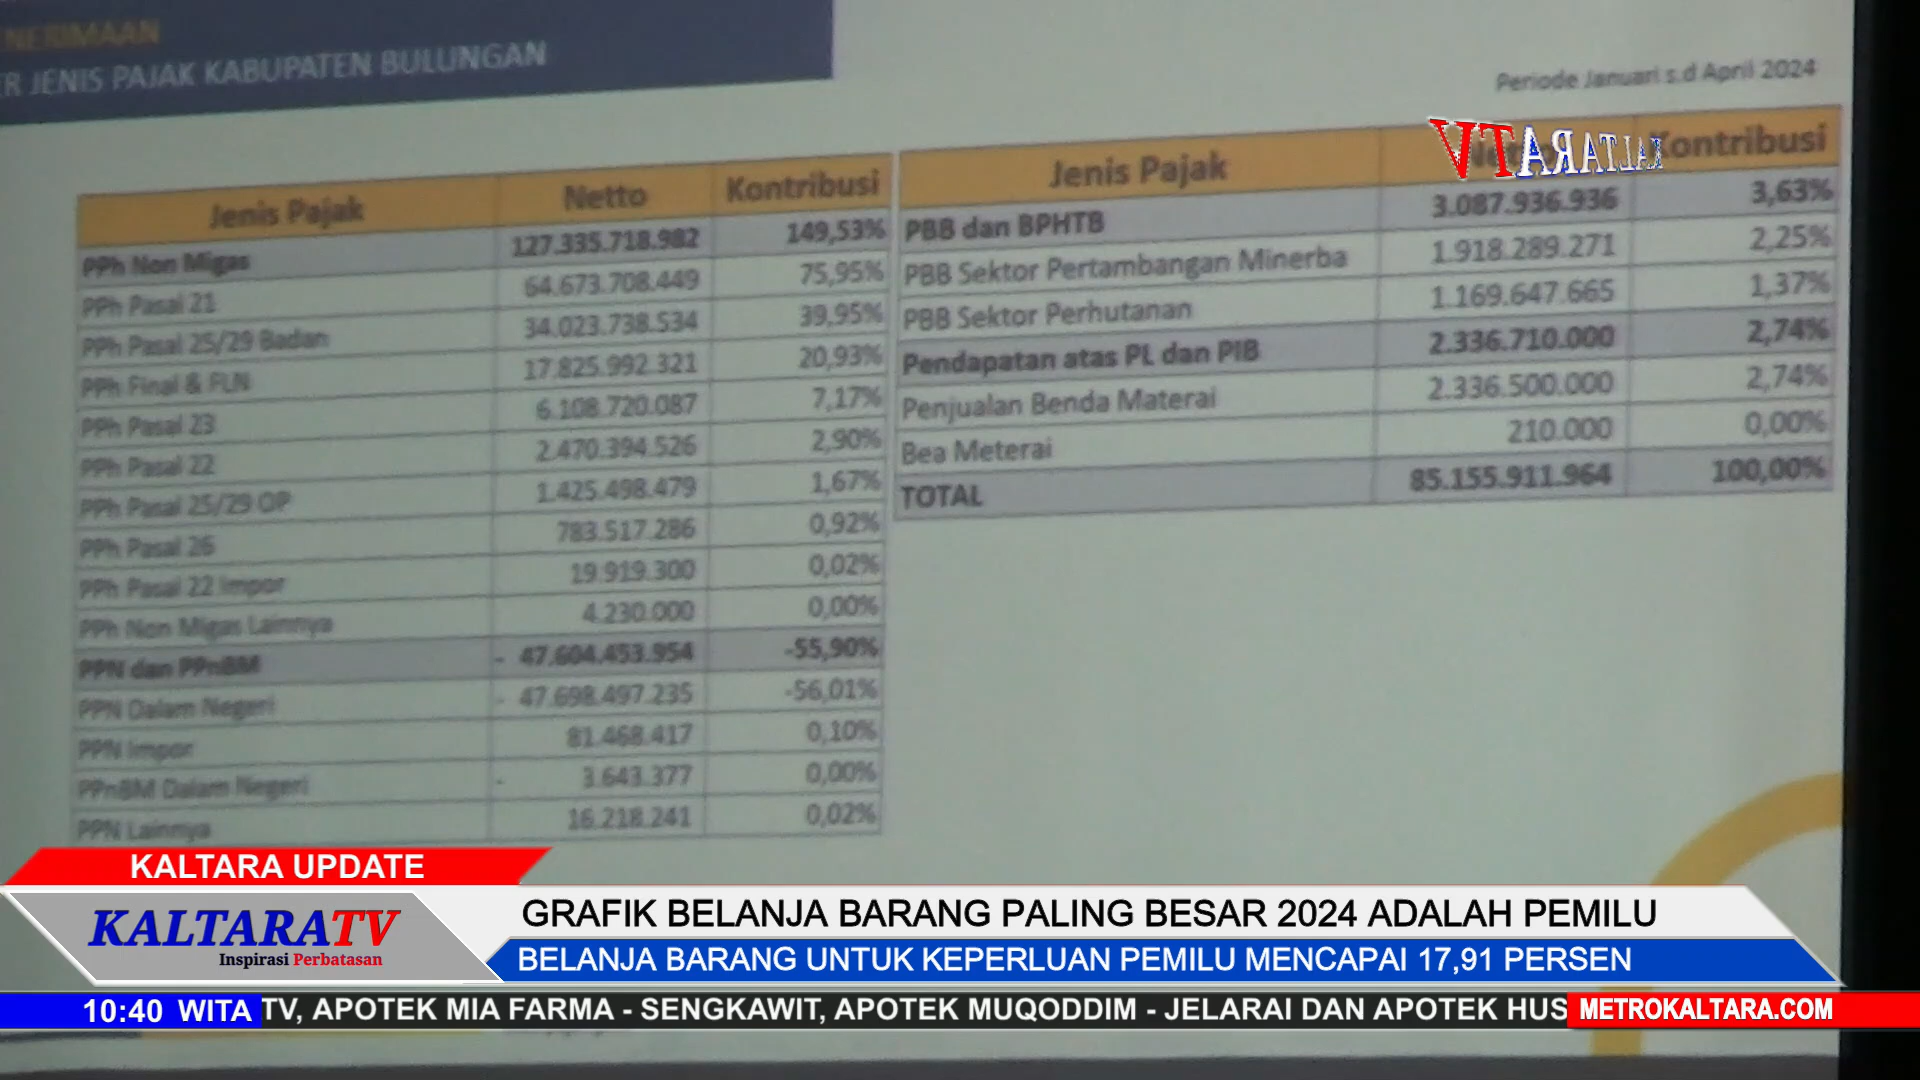 NERIMAAN
ER JENIS PAJAK KABUPATEN BULUNGAN
Periode Januari s.d April 2024
Jenis Pajak Netto Kontribusi
PPh Non Migas 127.335.718.982 149,53%
PPh Pasal 21 64.673.708.449 75,95%
PPh Pasal 25/29 Badan 34.023.738.534 39,95%
PPh Final & FLN 17.825.992.321 20,93%
PPh Pasal 23 6.108.720.087 7,17%
PPh Pasal 22 2.470.394.526 2,90%
PPh Pasal 25/29 OP 1.425.498.479 1,67%
PPh Pasal 26 783.517.286 0,92%
PPh Pasal 22 Impor 19.919.300 0,02%
PPh Non Migas Lainnya 4.230.000 0,00%
PPN dan PPnBM - 47.604.453.954 -55,90%
PPN Dalam Negeri - 47.698.497.235 -56,01%
PPN Impor 81.468.417 0,10%
PPnBM Dalam Negeri - 3.643.377 0,00%
PPN Lainnya 16.218.241 0,02%
Jenis Pajak Kontribusi
KALTARATV
PBB dan BPHTB 3.087.936.936 3,63%
PBB Sektor Pertambangan Minerba 1.918.289.271 2,25%
PBB Sektor Perhutanan 1.169.647.665 1,37%
Pendapatan atas PL dan PIB 2.336.710.000 2,74%
Penjualan Benda Materai 2.336.500.000 2,74%
Bea Meterai 210.000 0,00%
TOTAL 85.155.911.964 100,00%
KALTARA UPDATE
KALTARATV
Inspirasi Perbatasan
GRAFIK BELANJA BARANG PALING BESAR 2024 ADALAH PEMILU
BELANJA BARANG UNTUK KEPERLUAN PEMILU MENCAPAI 17,91 PERSEN
10:40 WITA TV, APOTEK MIA FARMA - SENGKAWIT, APOTEK MUQODDIM - JELARAI DAN APOTEK HUS METROKALTARA.COM